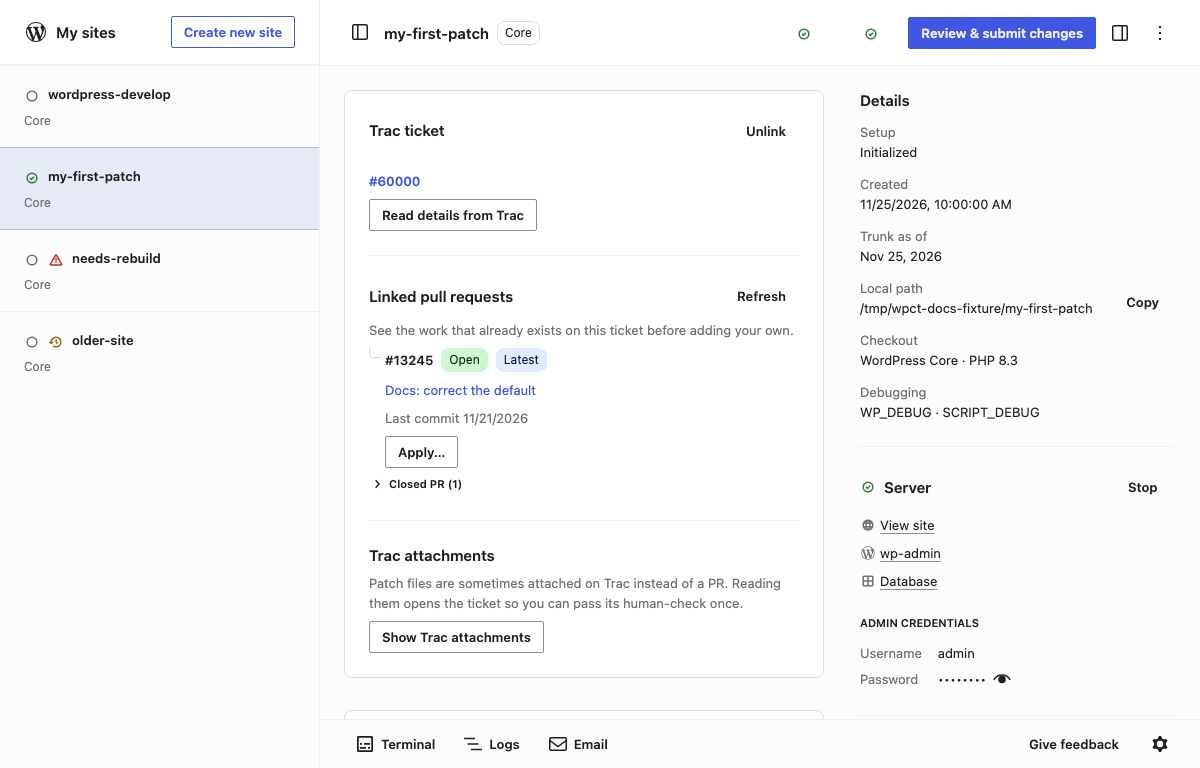 My sites
Create new site
wordpress-develop
Core
my-first-patch
Core
needs-rebuild
Core
older-site
Core
my-first-patch
Core
Review & submit changes
Trac ticket
Unlink
#60000
Read details from Trac
Linked pull requests
Refresh
See the work that already exists on this ticket before adding your own.
#13245
Open
Latest
Docs: correct the default
Last commit 11/21/2026
Apply...
Closed PR (1)
Trac attachments
Patch files are sometimes attached on Trac instead of a PR. Reading
them opens the ticket so you can pass its human-check once.
Show Trac attachments
Details
Setup
Initialized
Created
11/25/2026, 10:00:00 AM
Trunk as of
Nov 25, 2026
Local path
/tmp/wpct-docs-fixture/my-first-patch
Copy
Checkout
WordPress Core · PHP 8.3
Debugging
WP_DEBUG · SCRIPT_DEBUG
Server
Stop
View site
wp-admin
Database
ADMIN CREDENTIALS
Username admin
Password ••••••••
Terminal
Logs
Email
Give feedback